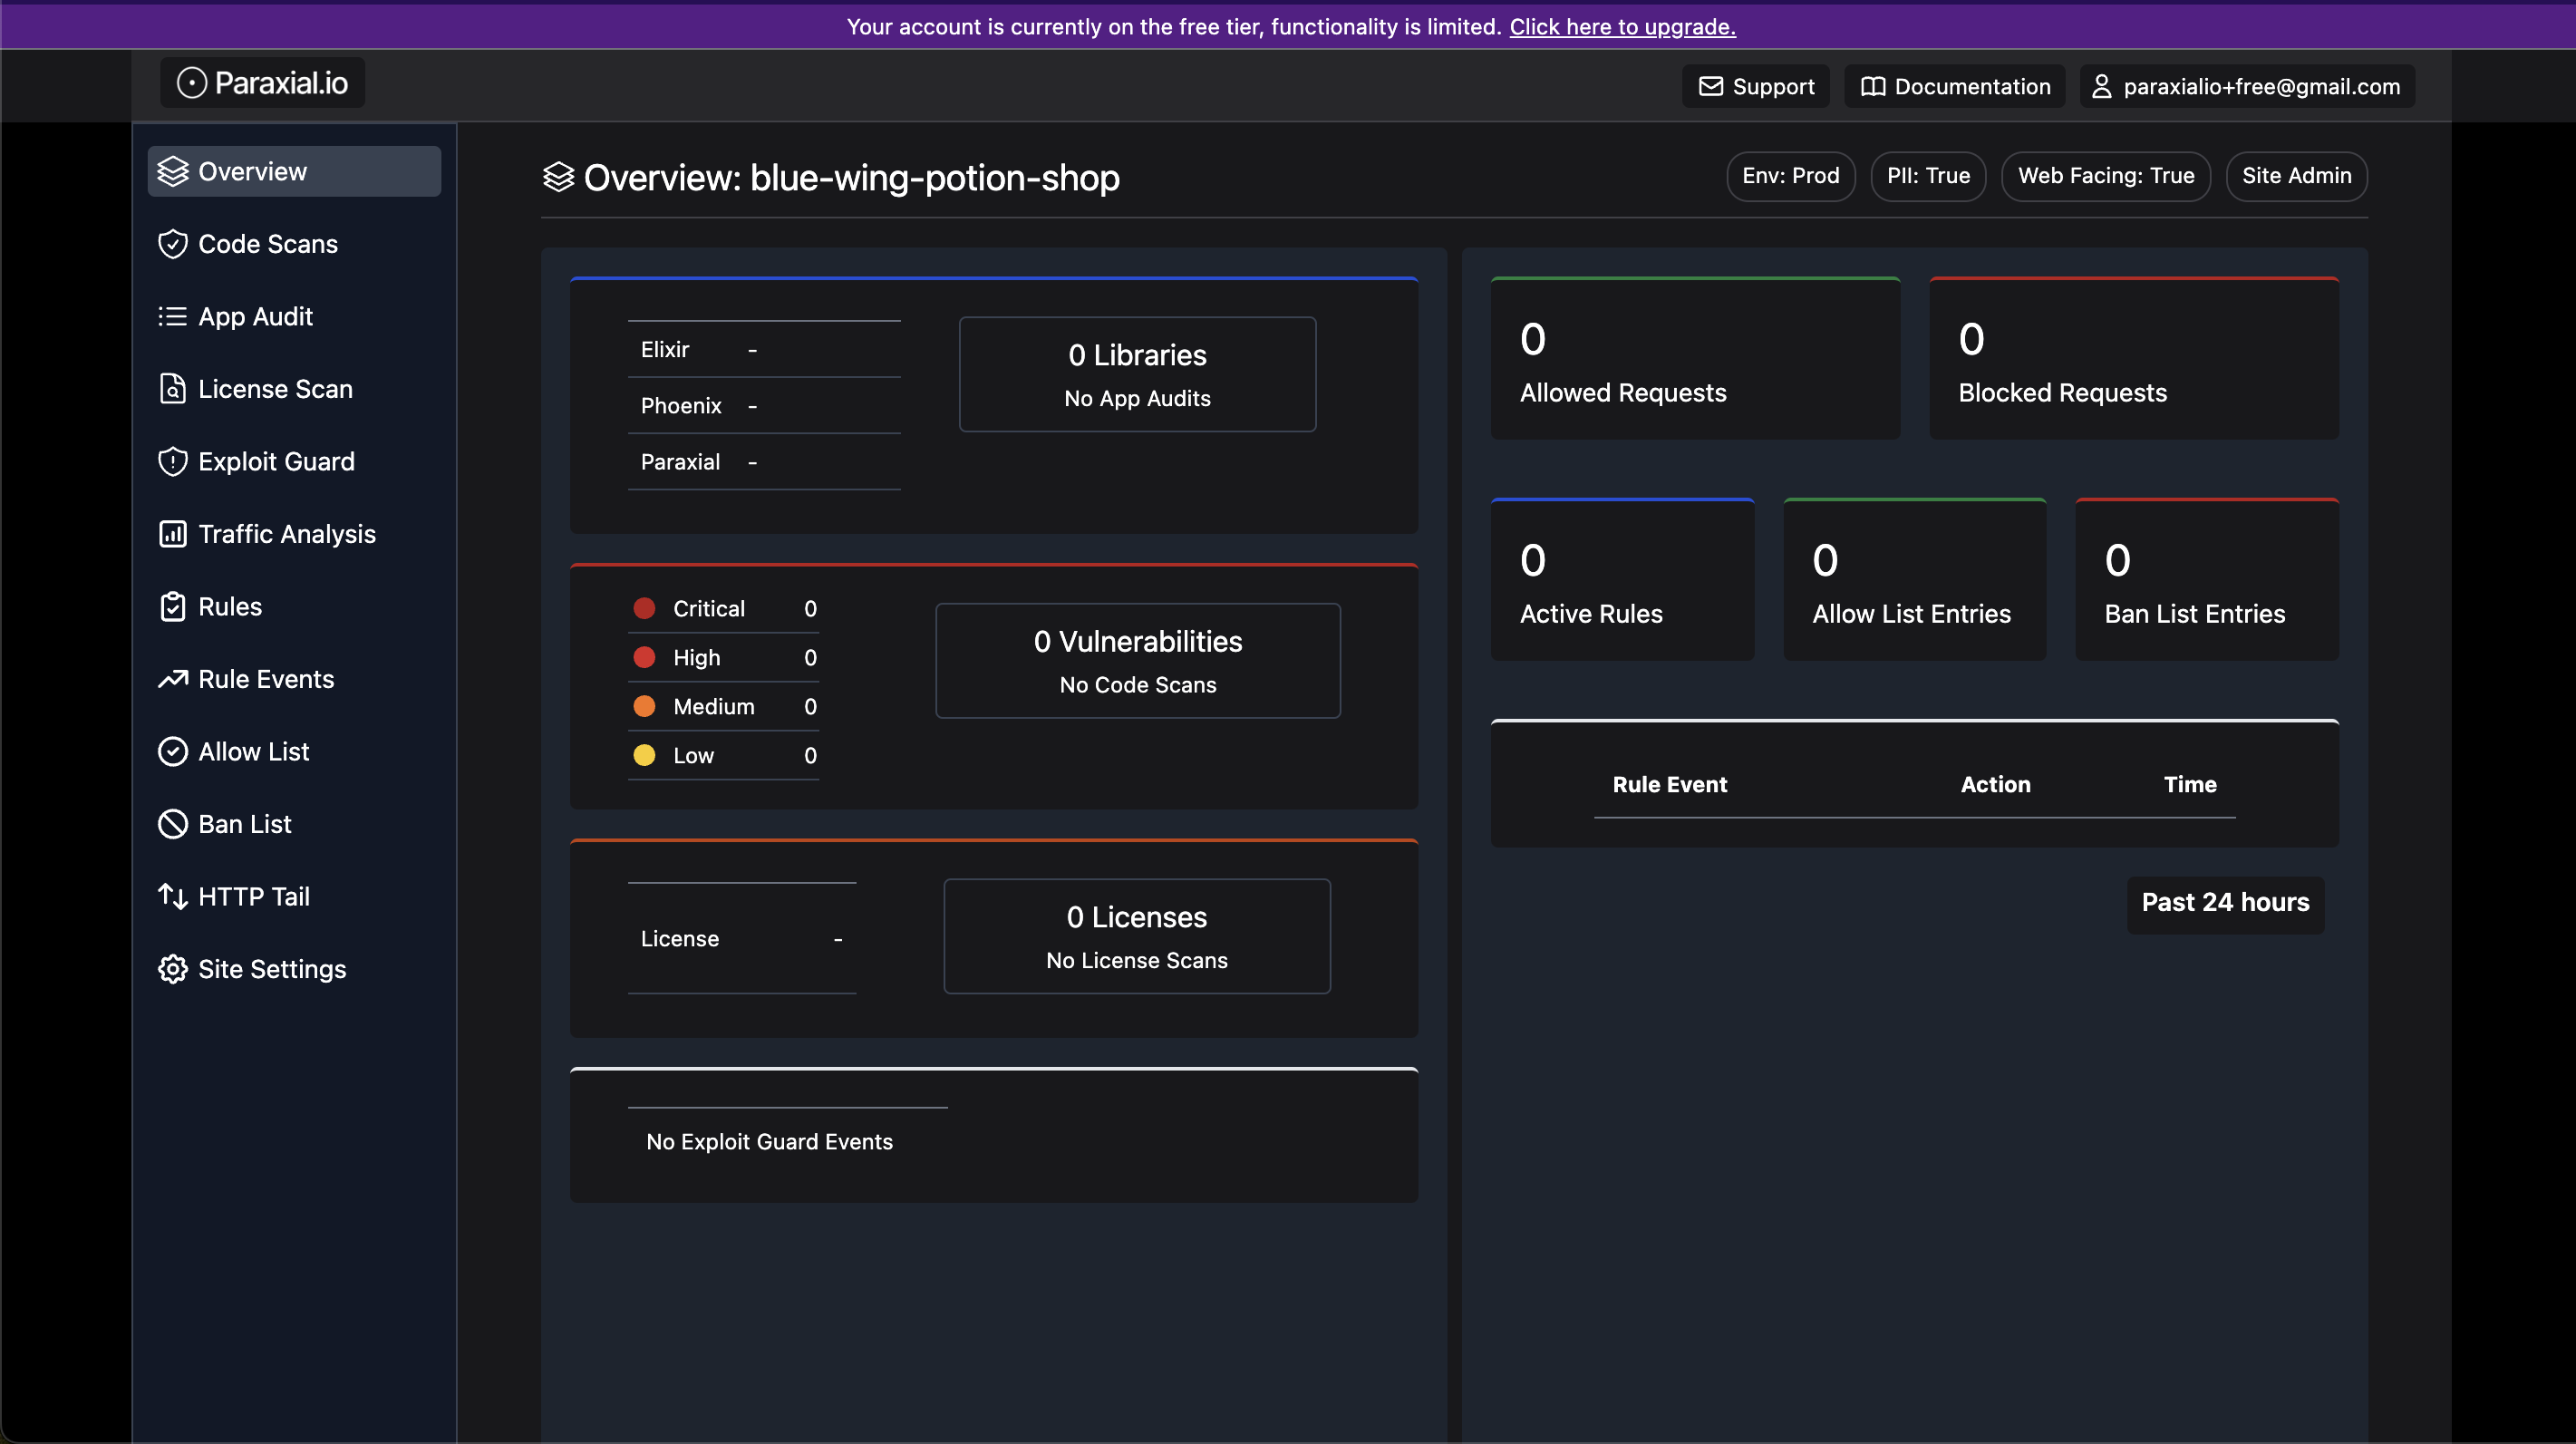 Your account is currently on the free tier, functionality is limited. Click here to upgrade.
Paraxial.io
Support
Documentation
paraxialio+free@gmail.com
Overview
Code Scans
App Audit
License Scan
Exploit Guard
Traffic Analysis
Rules
Rule Events
Allow List
Ban List
HTTP Tail
Site Settings
Overview: blue-wing-potion-shop
Env: Prod
PII: True
Web Facing: True
Site Admin
Elixir -
Phoenix -
Paraxial -
0 Libraries
No App Audits
Critical 0
High 0
Medium 0
Low 0
0 Vulnerabilities
No Code Scans
License -
0 Licenses
No License Scans
No Exploit Guard Events
0
Allowed Requests
0
Blocked Requests
0
Active Rules
0
Allow List Entries
0
Ban List Entries
Rule Event Action Time
Past 24 hours